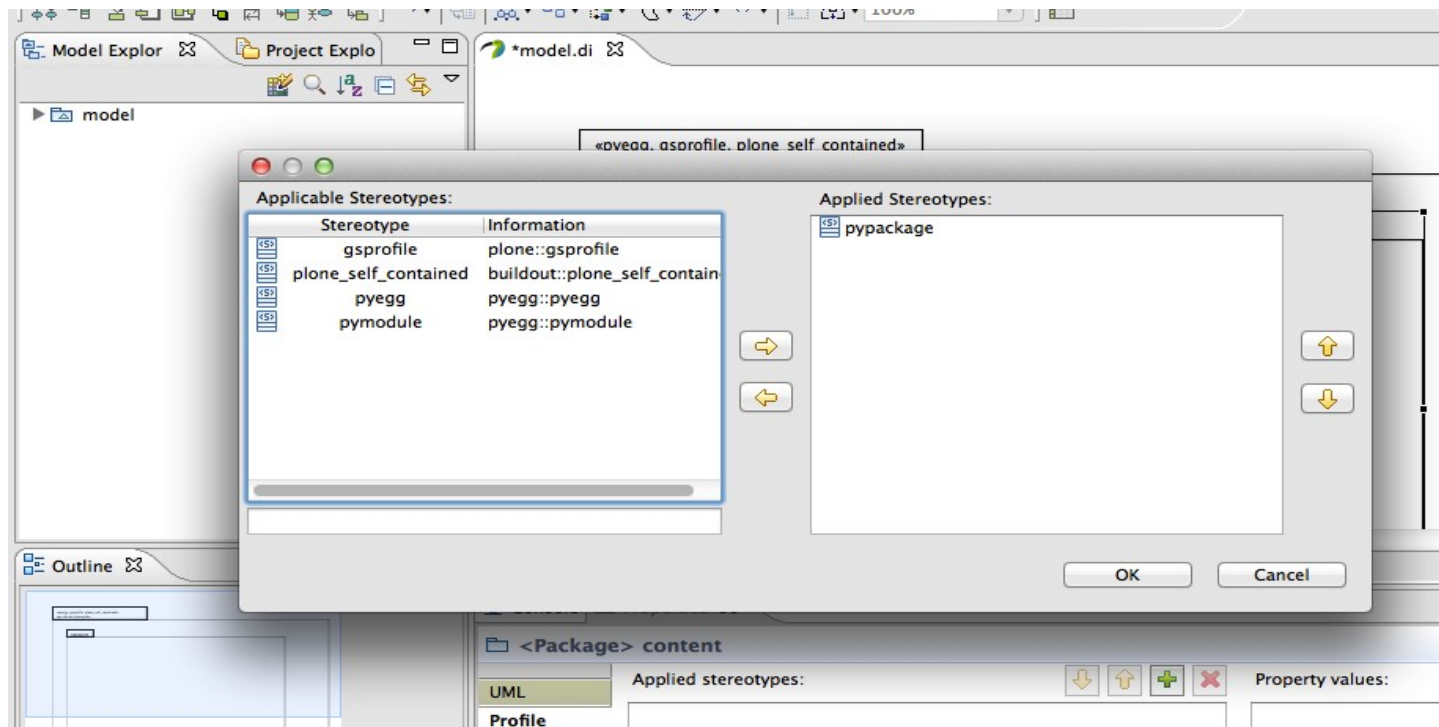 100%
Model Explor
Project Explo
*model.di
model
«pyegg, gsprofile, plone_self_contained»
Applicable Stereotypes:
Applied Stereotypes:
Stereotype Information
gsprofile plone::gsprofile
plone_self_contained buildout::plone_self_contain
pyegg pyegg::pyegg
pymodule pyegg::pymodule
pypackage
OK Cancel
Outline
<Package> content
UML
Profile
Applied stereotypes:
Property values: